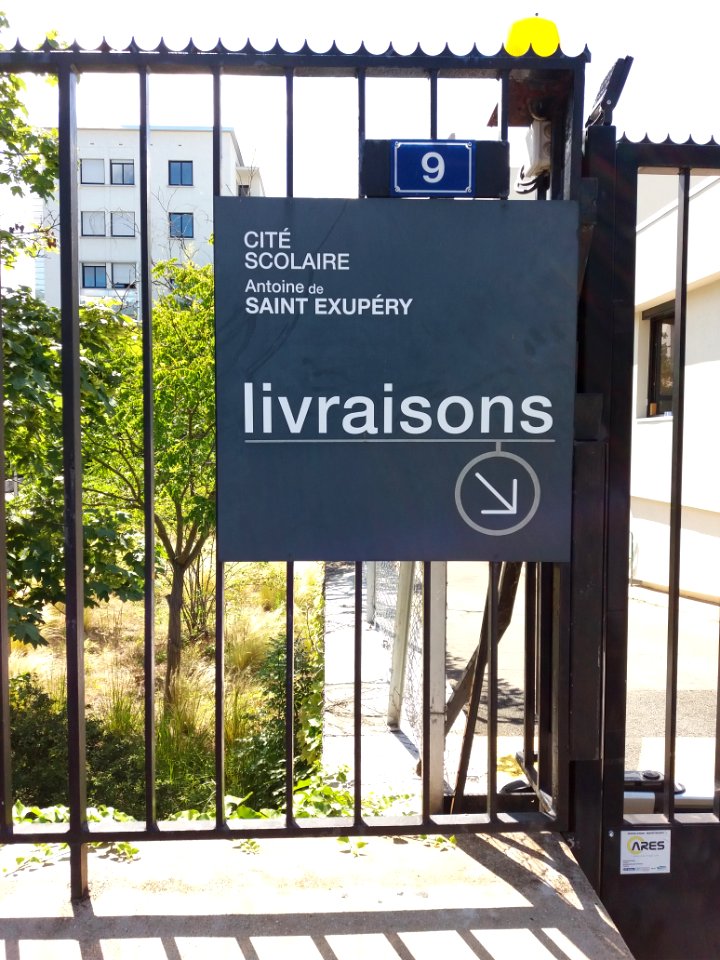 9
CITÉ
SCOLAIRE
Antoine de
SAINT EXUPÉRY
livraisons
ARES